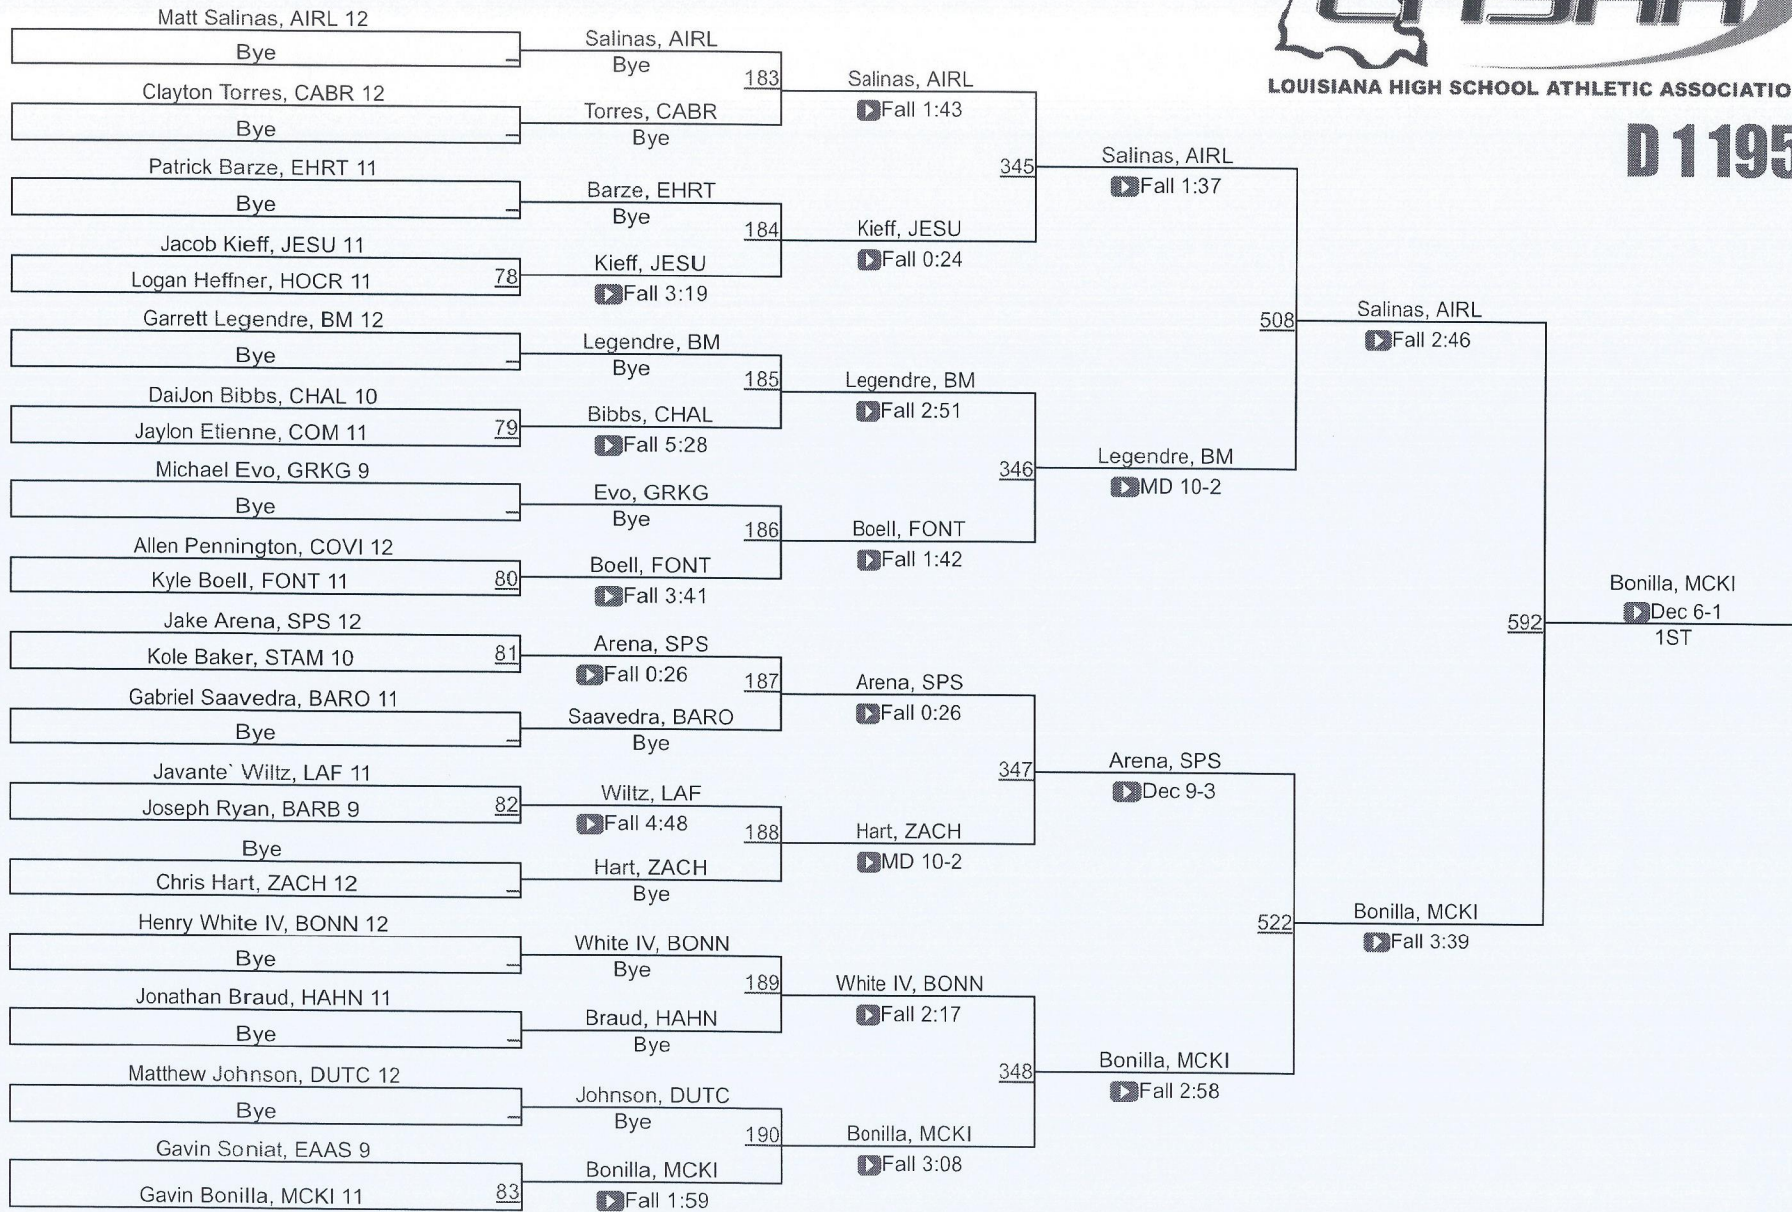 LHSAA
LOUISIANA HIGH SCHOOL ATHLETIC ASSOCIATIO
D1 195
Matt Salinas, AIRL 12
Bye
Clayton Torres, CABR 12
Bye
Patrick Barze, EHRT 11
Bye
Jacob Kieff, JESU 11
Logan Heffner, HOCR 11
78
Garrett Legendre, BM 12
Bye
DaiJon Bibbs, CHAL 10
Jaylon Etienne, COM 11
79
Michael Evo, GRKG 9
Bye
Allen Pennington, COVI 12
Kyle Boell, FONT 11
80
Jake Arena, SPS 12
Kole Baker, STAM 10
81
Gabriel Saavedra, BARO 11
Bye
Javante` Wiltz, LAF 11
Joseph Ryan, BARB 9
82
Bye
Chris Hart, ZACH 12
Henry White IV, BONN 12
Bye
Jonathan Braud, HAHN 11
Bye
Matthew Johnson, DUTC 12
Bye
Gavin Soniat, EAAS 9
Gavin Bonilla, MCKI 11
83
Salinas, AIRL
Bye
183
Torres, CABR
Bye
Barze, EHRT
Bye
184
Kieff, JESU
Fall 3:19
Legendre, BM
Bye
185
Bibbs, CHAL
Fall 5:28
Evo, GRKG
Bye
186
Boell, FONT
Fall 3:41
Arena, SPS
Fall 0:26
187
Saavedra, BARO
Bye
Wiltz, LAF
Fall 4:48
188
Hart, ZACH
Bye
White IV, BONN
Bye
189
Braud, HAHN
Bye
Johnson, DUTC
Bye
190
Bonilla, MCKI
Fall 1:59
Salinas, AIRL
Fall 1:43
345
Kieff, JESU
Fall 0:24
Legendre, BM
Fall 2:51
346
Boell, FONT
Fall 1:42
Arena, SPS
Fall 0:26
347
Hart, ZACH
MD 10-2
White IV, BONN
Fall 2:17
348
Bonilla, MCKI
Fall 3:08
Salinas, AIRL
Fall 1:37
508
Legendre, BM
MD 10-2
Arena, SPS
Dec 9-3
522
Bonilla, MCKI
Fall 2:58
Salinas, AIRL
Fall 2:46
592
Bonilla, MCKI
Fall 3:39
Bonilla, MCKI
Dec 6-1
1ST